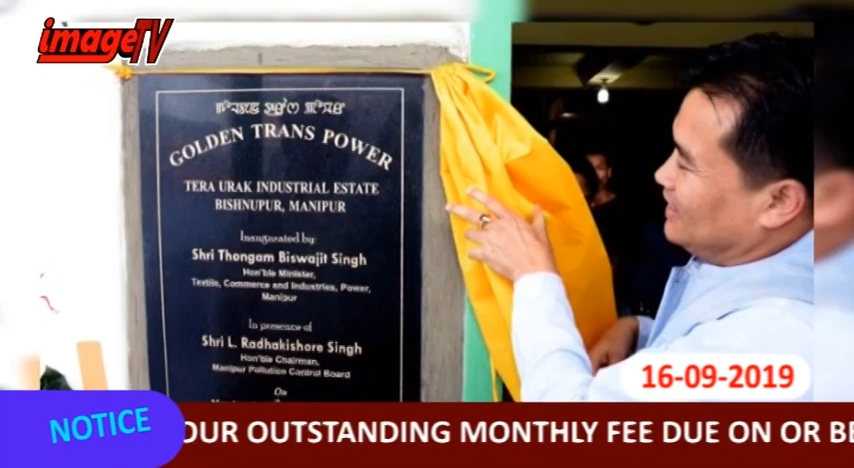 imageTV
GOLDEN TRANS POWER
TERA URAK INDUSTRIAL ESTATE
BISHNUPUR, MANIPUR
Inaugurated by:
Shri Thongam Biswajit Singh
Hon'ble Minister,
Textile, Commerce and Industries, Power,
Manipur
In presence of
Shri L. Radhakishore Singh
Hon'ble Chairman,
Manipur Pollution Control Board
On
16-09-2019
NOTICE
OUR OUTSTANDING MONTHLY FEE DUE ON OR BE